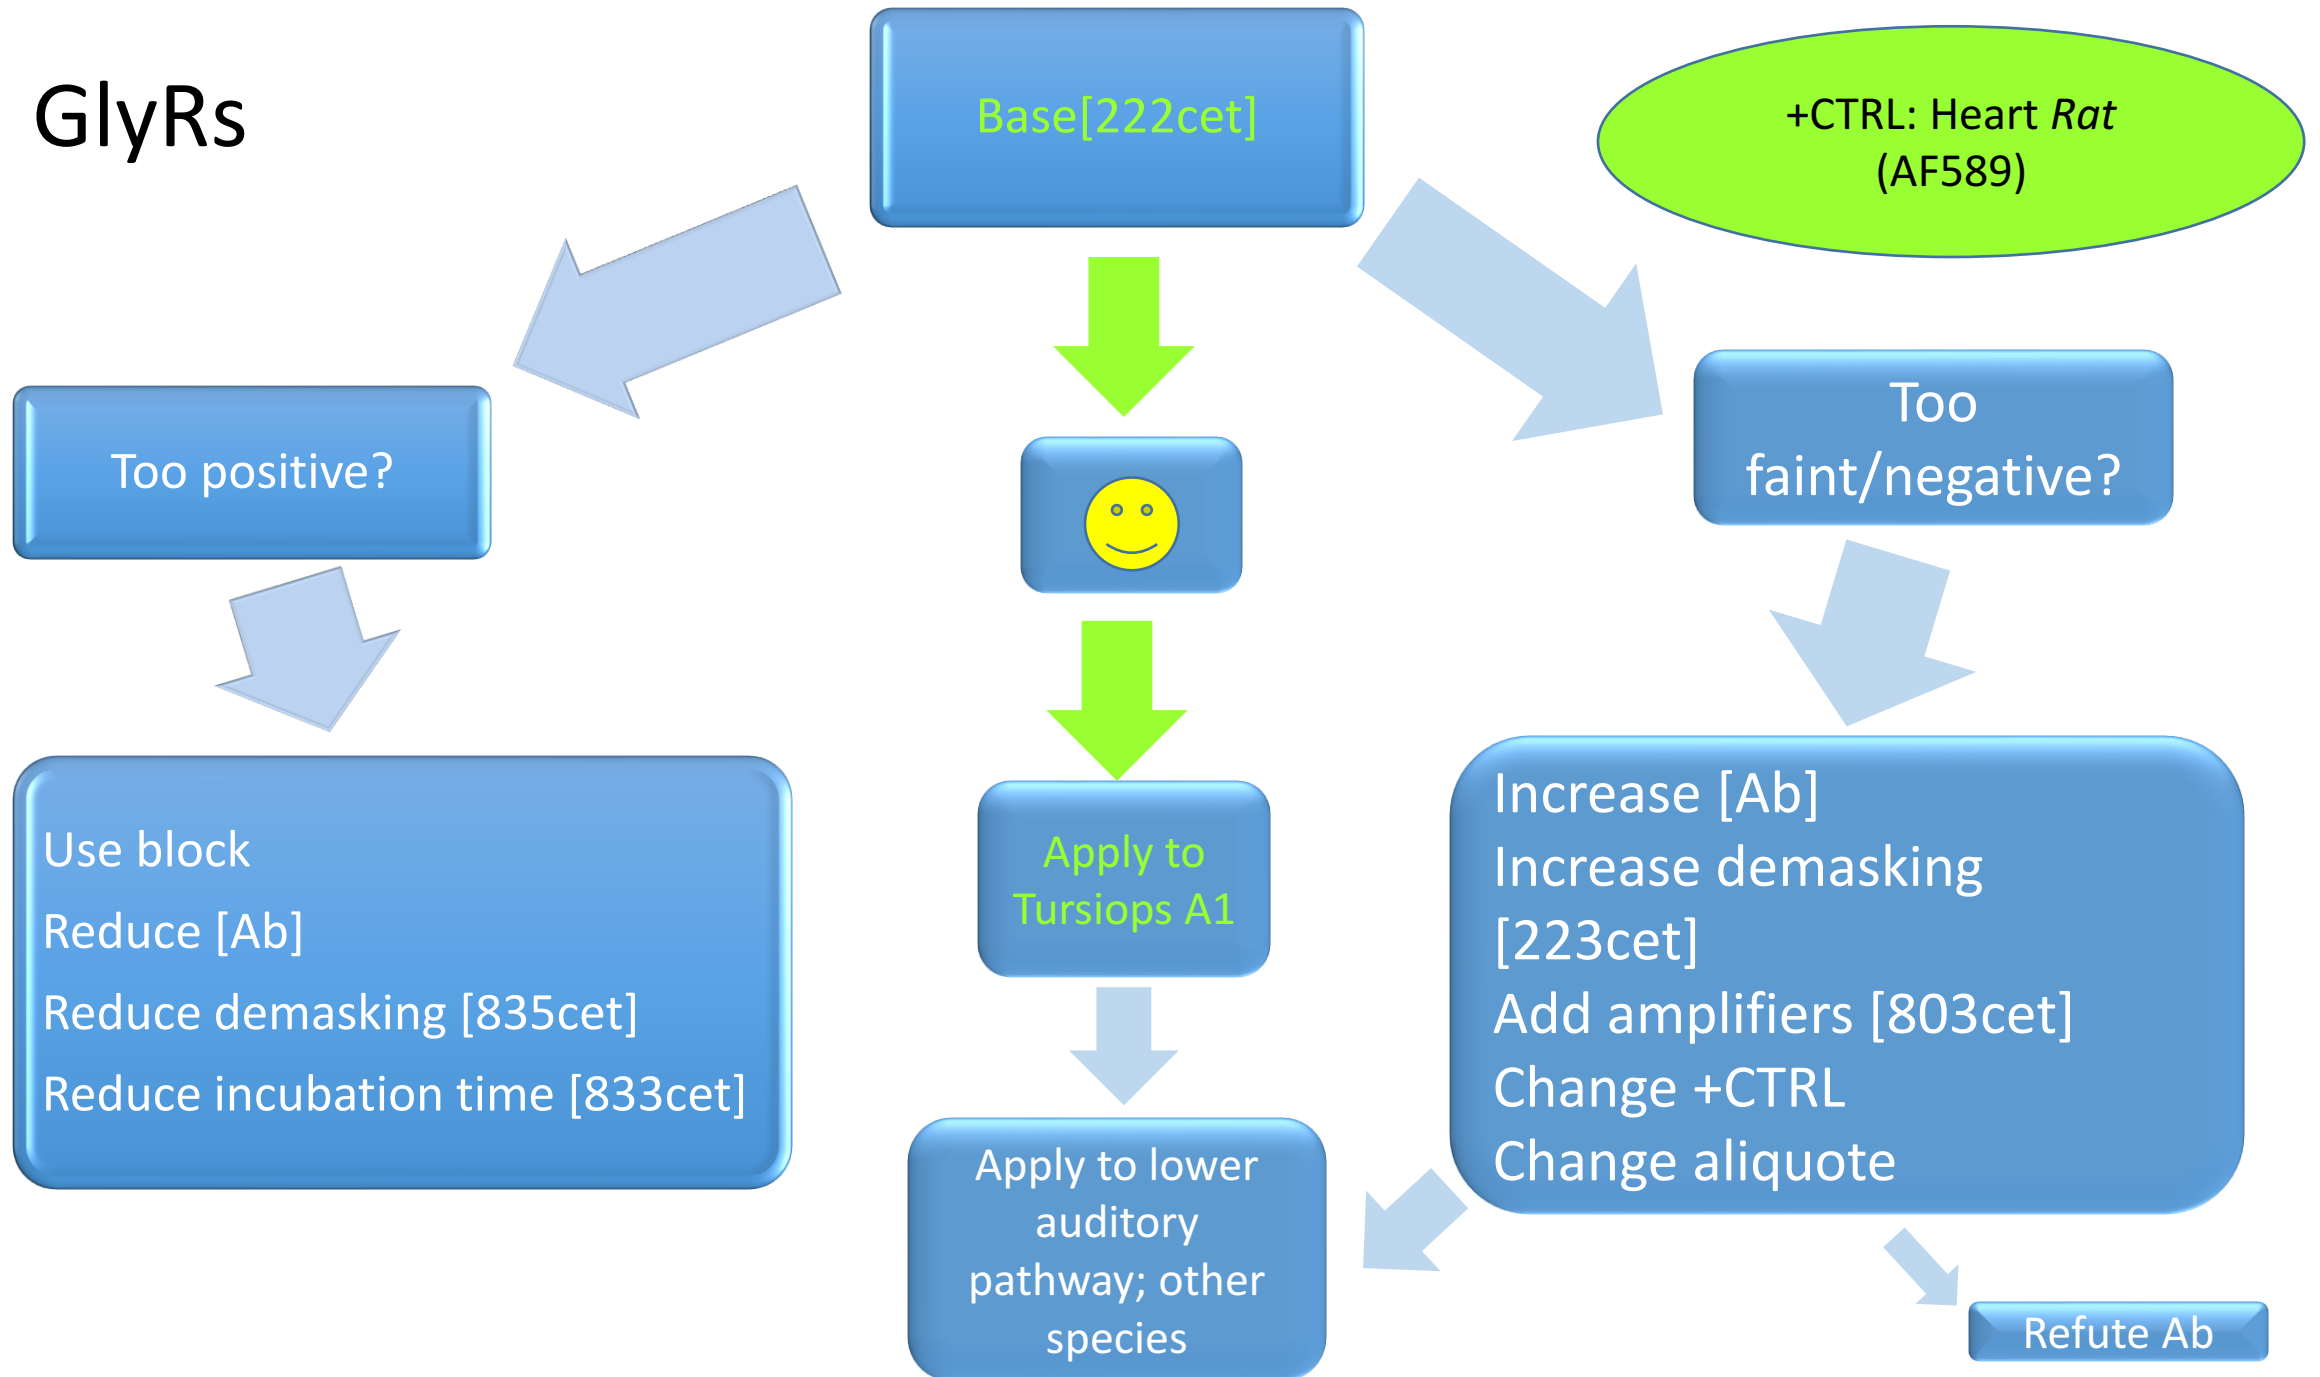 GlyRs
Base[222cet]
+CTRL: Heart Rat
(AF589)
Too positive?
Too
faint/negative?
Use block
Reduce [Ab]
Reduce demasking [835cet]
Reduce incubation time [833cet]
Apply to
Tursiops A1
Increase [Ab]
Increase demasking
[223cet]
Add amplifiers [803cet]
Change +CTRL
Change aliquote
Apply to lower
auditory
pathway; other
species
Refute Ab